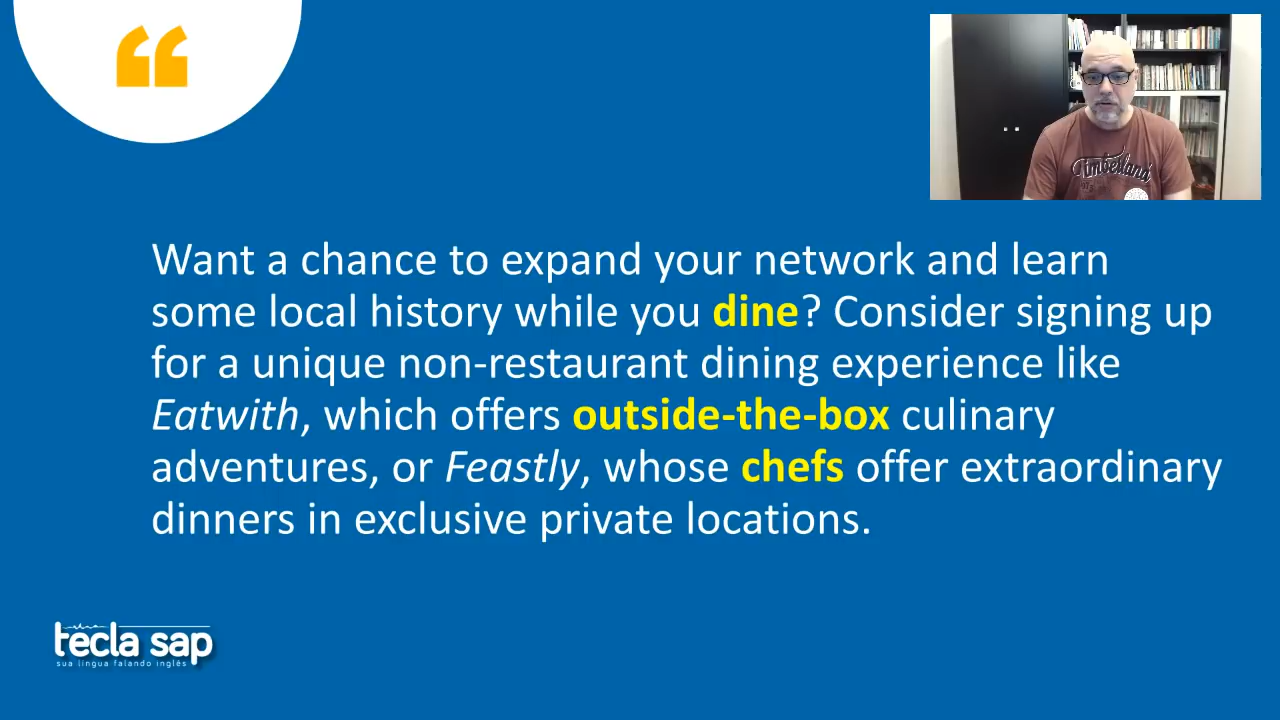 “
Timberland
Want a chance to expand your network and learn
some local history while you dine? Consider signing up
for a unique non-restaurant dining experience like
Eatwith, which offers outside-the-box culinary
adventures, or Feastly, whose chefs offer extraordinary
dinners in exclusive private locations.
tecla sap
sua língua falando inglês